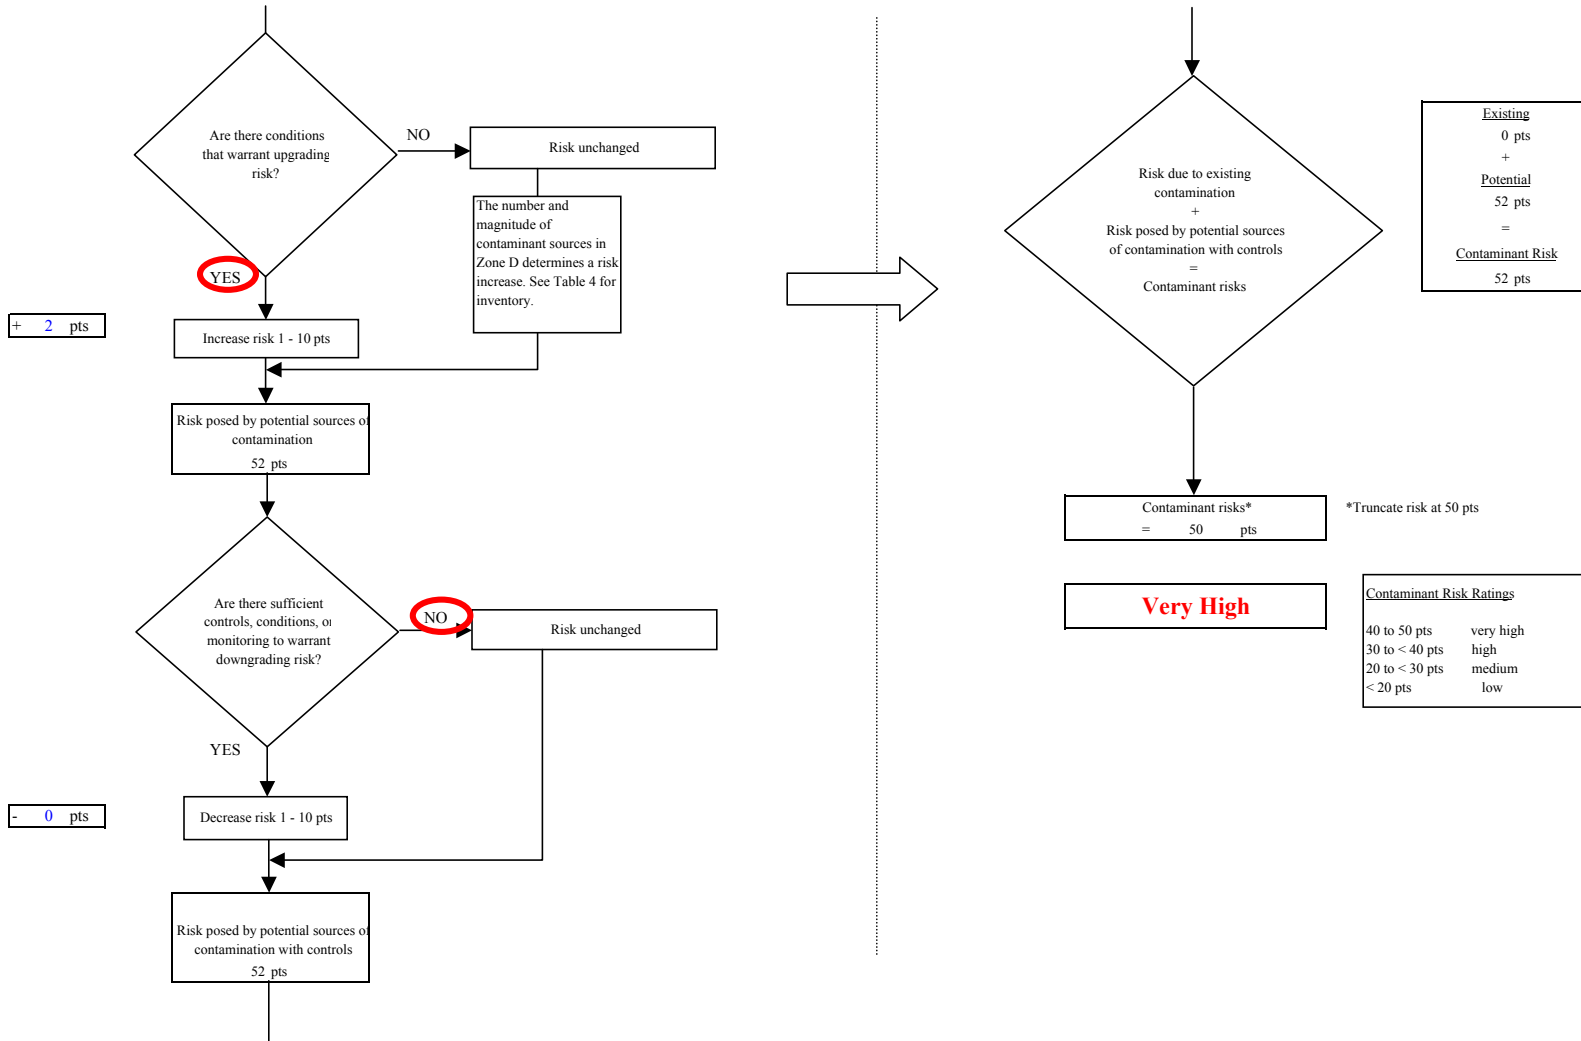 Are there conditions
that warrant upgrading
risk?
NO
Risk unchanged
The number and
magnitude of
contaminant sources in
Zone D determines a risk
increase. See Table 4 for
inventory.
YES
+ 2 pts
Increase risk 1 - 10 pts
Risk posed by potential sources of
contamination
52 pts
Are there sufficient
controls, conditions, or
monitoring to warrant
downgrading risk?
NO
Risk unchanged
YES
- 0 pts
Decrease risk 1 - 10 pts
Risk posed by potential sources of
contamination with controls
52 pts
Risk due to existing
contamination
+
Risk posed by potential sources
of contamination with controls
=
Contaminant risks
Existing
0 pts
+
Potential
52 pts
=
Contaminant Risk
52 pts
Contaminant risks*
= 50 pts
*Truncate risk at 50 pts
Very High
Contaminant Risk Ratings
40 to 50 pts very high
30 to < 40 pts high
20 to < 30 pts medium
< 20 pts low